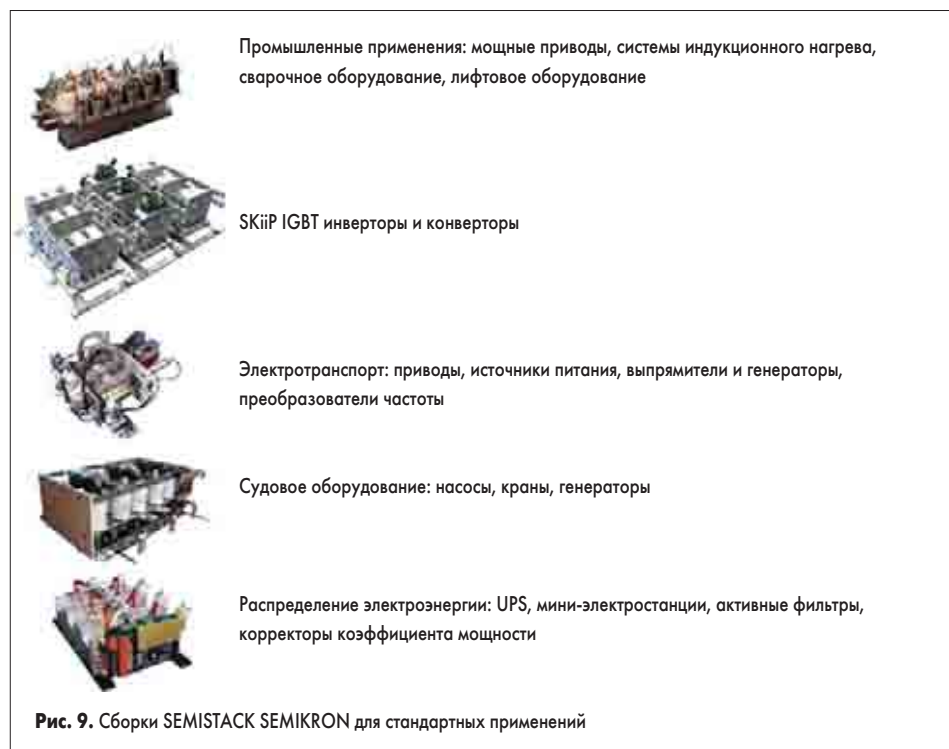 Промышленные применения: мощные приводы, системы индукционного нагрева,
сварочное оборудование, лифтовое оборудование
SKiiP IGBT инверторы и конверторы
Электротранспорт: приводы, источники питания, выпрямители и генераторы,
преобразователи частоты
Судовое оборудование: насосы, краны, генераторы
Распределение электроэнергии: UPS, мини-электростанции, активные фильтры,
корректоры коэффициента мощности
Рис. 9. Сборки SEMISTACK SEMIKRON для стандартных применений